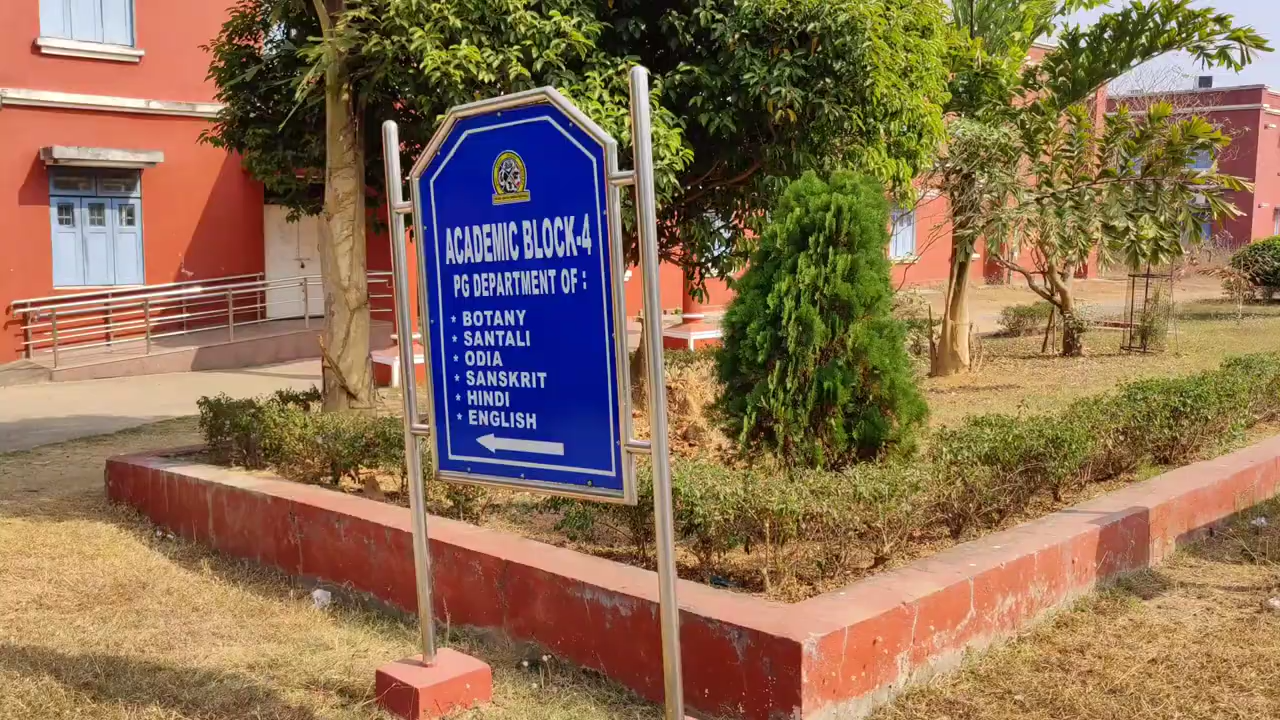 ACADEMIC BLOCK-4
PG DEPARTMENT OF :
* BOTANY
* SANTALI
* ODIA
* SANSKRIT
* HINDI
* ENGLISH